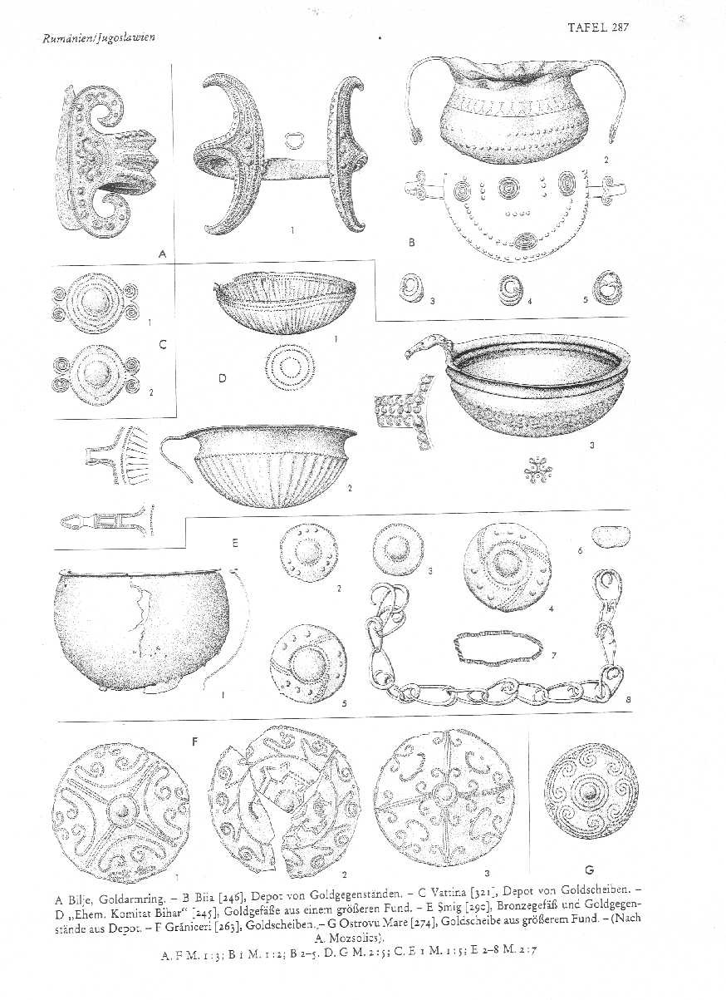 TAFEL 287
Rumänien/Jugoslawien
A
1
2
B
3
4
5
1
C
2
1
D
2
3
E
1
2
3
4
5
6
7
8
F
1
2
3
G
A Bilje, Goldarmring. – B Biia [246], Depot von Goldgegenständen. – C Vattina [321], Depot von Goldscheiben. –
D „Ehem. Komitat Bihar“ [245], Goldgefäße aus einem größeren Fund. – E Şmig [290], Bronzegefäß und Goldgegen-
stände aus Depot. – F Grăniceri [263], Goldscheiben. – G Ostrovu Mare [274], Goldscheibe aus größerem Fund. – (Nach
A. Mozsolics).
A. F M. 1:3; B 1 M. 1:2; B 2–5. D. G M. 2:5; C. E 1 M. 1:5; E 2–8 M. 2:7